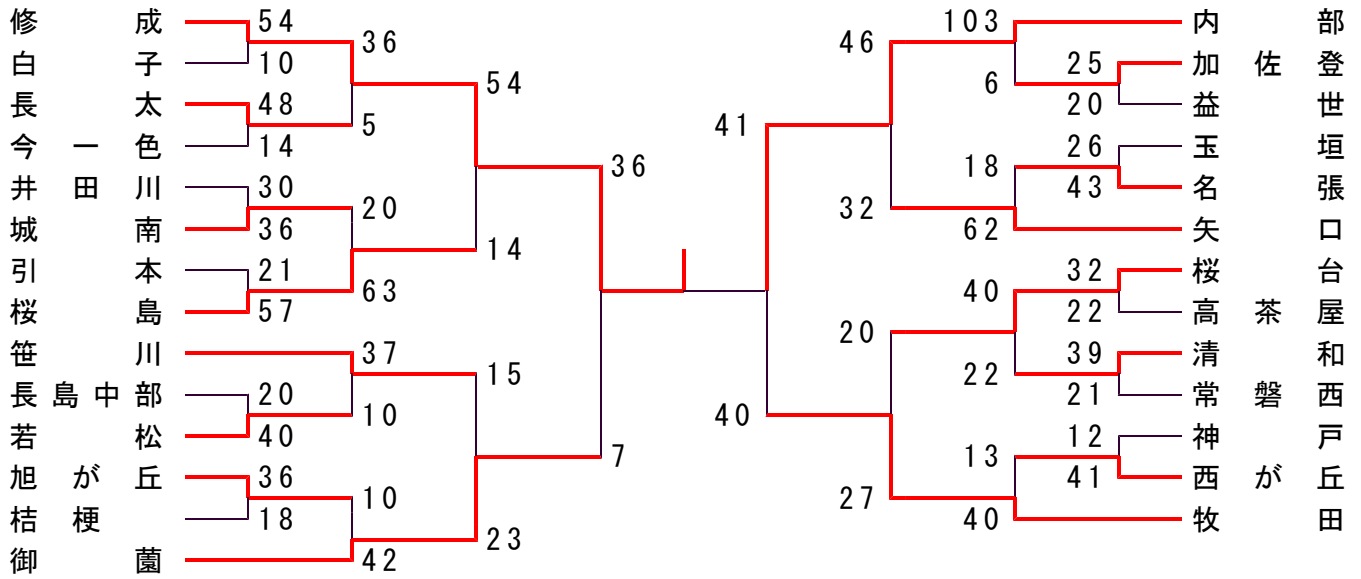 修成 54 36 46 103 内部
白子 10 54 6 25 加佐登
長太 48 5 41 20 益世
今一色 14 36 18 26 玉垣
井田川 30 20 32 43 名張
城南 36 14 62 矢口
引本 21 63 40 32 桜台
桜島 57 20 22 高茶屋
笹川 37 15 22 39 清和
長島中部 20 10 40 21 常磐西
若松 40 7 13 12 神戸
旭が丘 36 10 27 41 西が丘
桔梗 18 23 40 牧田
御薗 42